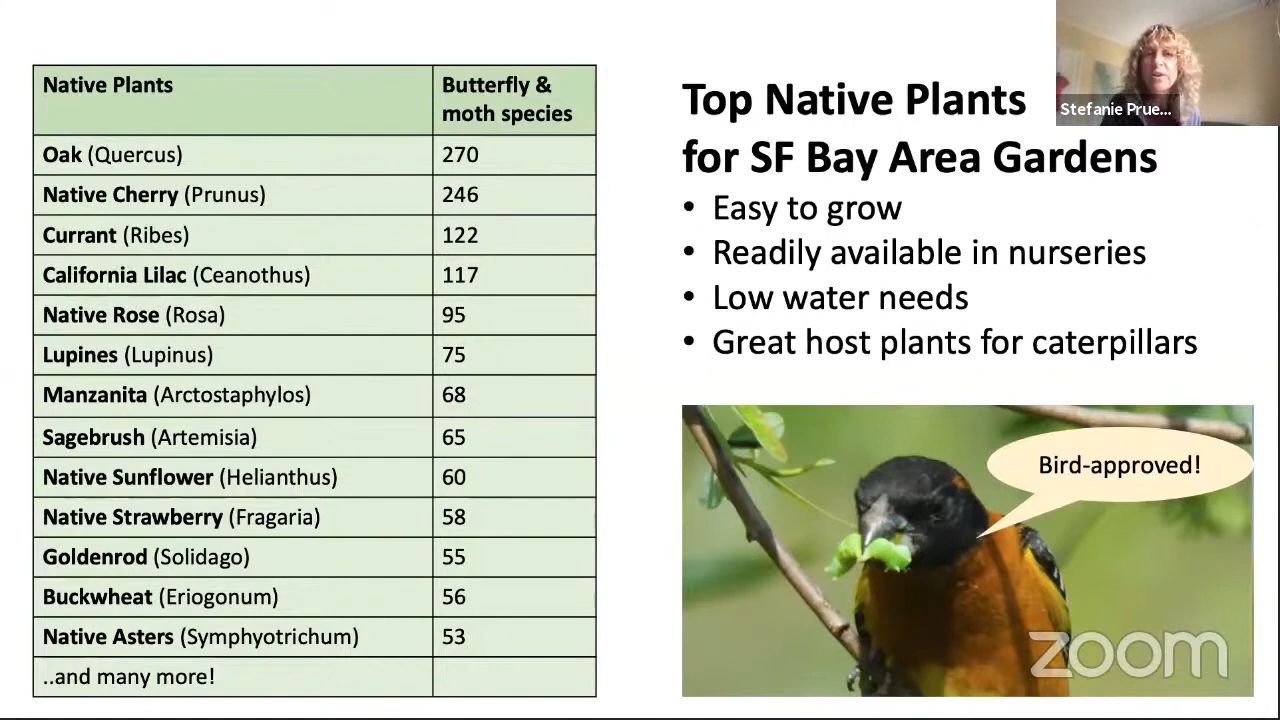 Native Plants Butterfly &
moth species
Oak (Quercus) 270
Native Cherry (Prunus) 246
Currant (Ribes) 122
California Lilac (Ceanothus) 117
Native Rose (Rosa) 95
Lupines (Lupinus) 75
Manzanita (Arctostaphylos) 68
Sagebrush (Artemisia) 65
Native Sunflower (Helianthus) 60
Native Strawberry (Fragaria) 58
Goldenrod (Solidago) 55
Buckwheat (Eriogonum) 56
Native Asters (Symphyotrichum) 53
..and many more!
Top Native Plants
for SF Bay Area Gardens
• Easy to grow
• Readily available in nurseries
• Low water needs
• Great host plants for caterpillars
Stefanie Prue...
Bird-approved!
zoom